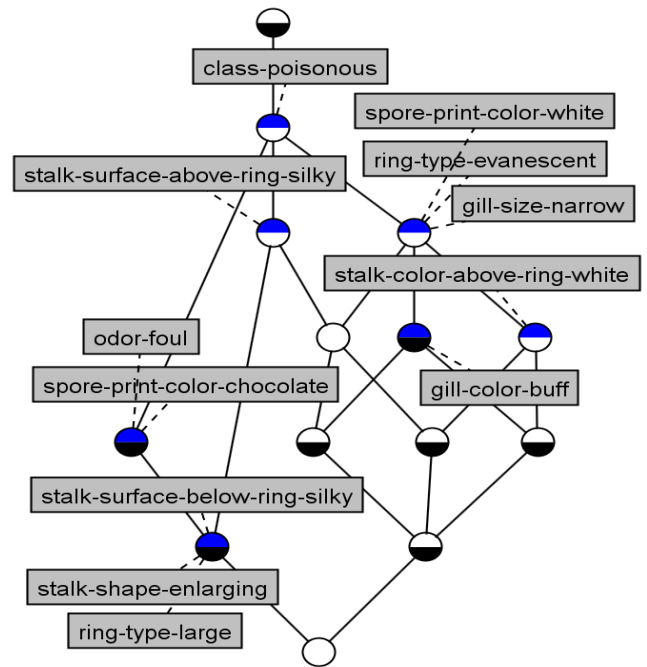 class-poisonous
spore-print-color-white
ring-type-evanescent
stalk-surface-above-ring-silky
gill-size-narrow
stalk-color-above-ring-white
odor-foul
spore-print-color-chocolate
gill-color-buff
stalk-surface-below-ring-silky
stalk-shape-enlarging
ring-type-large